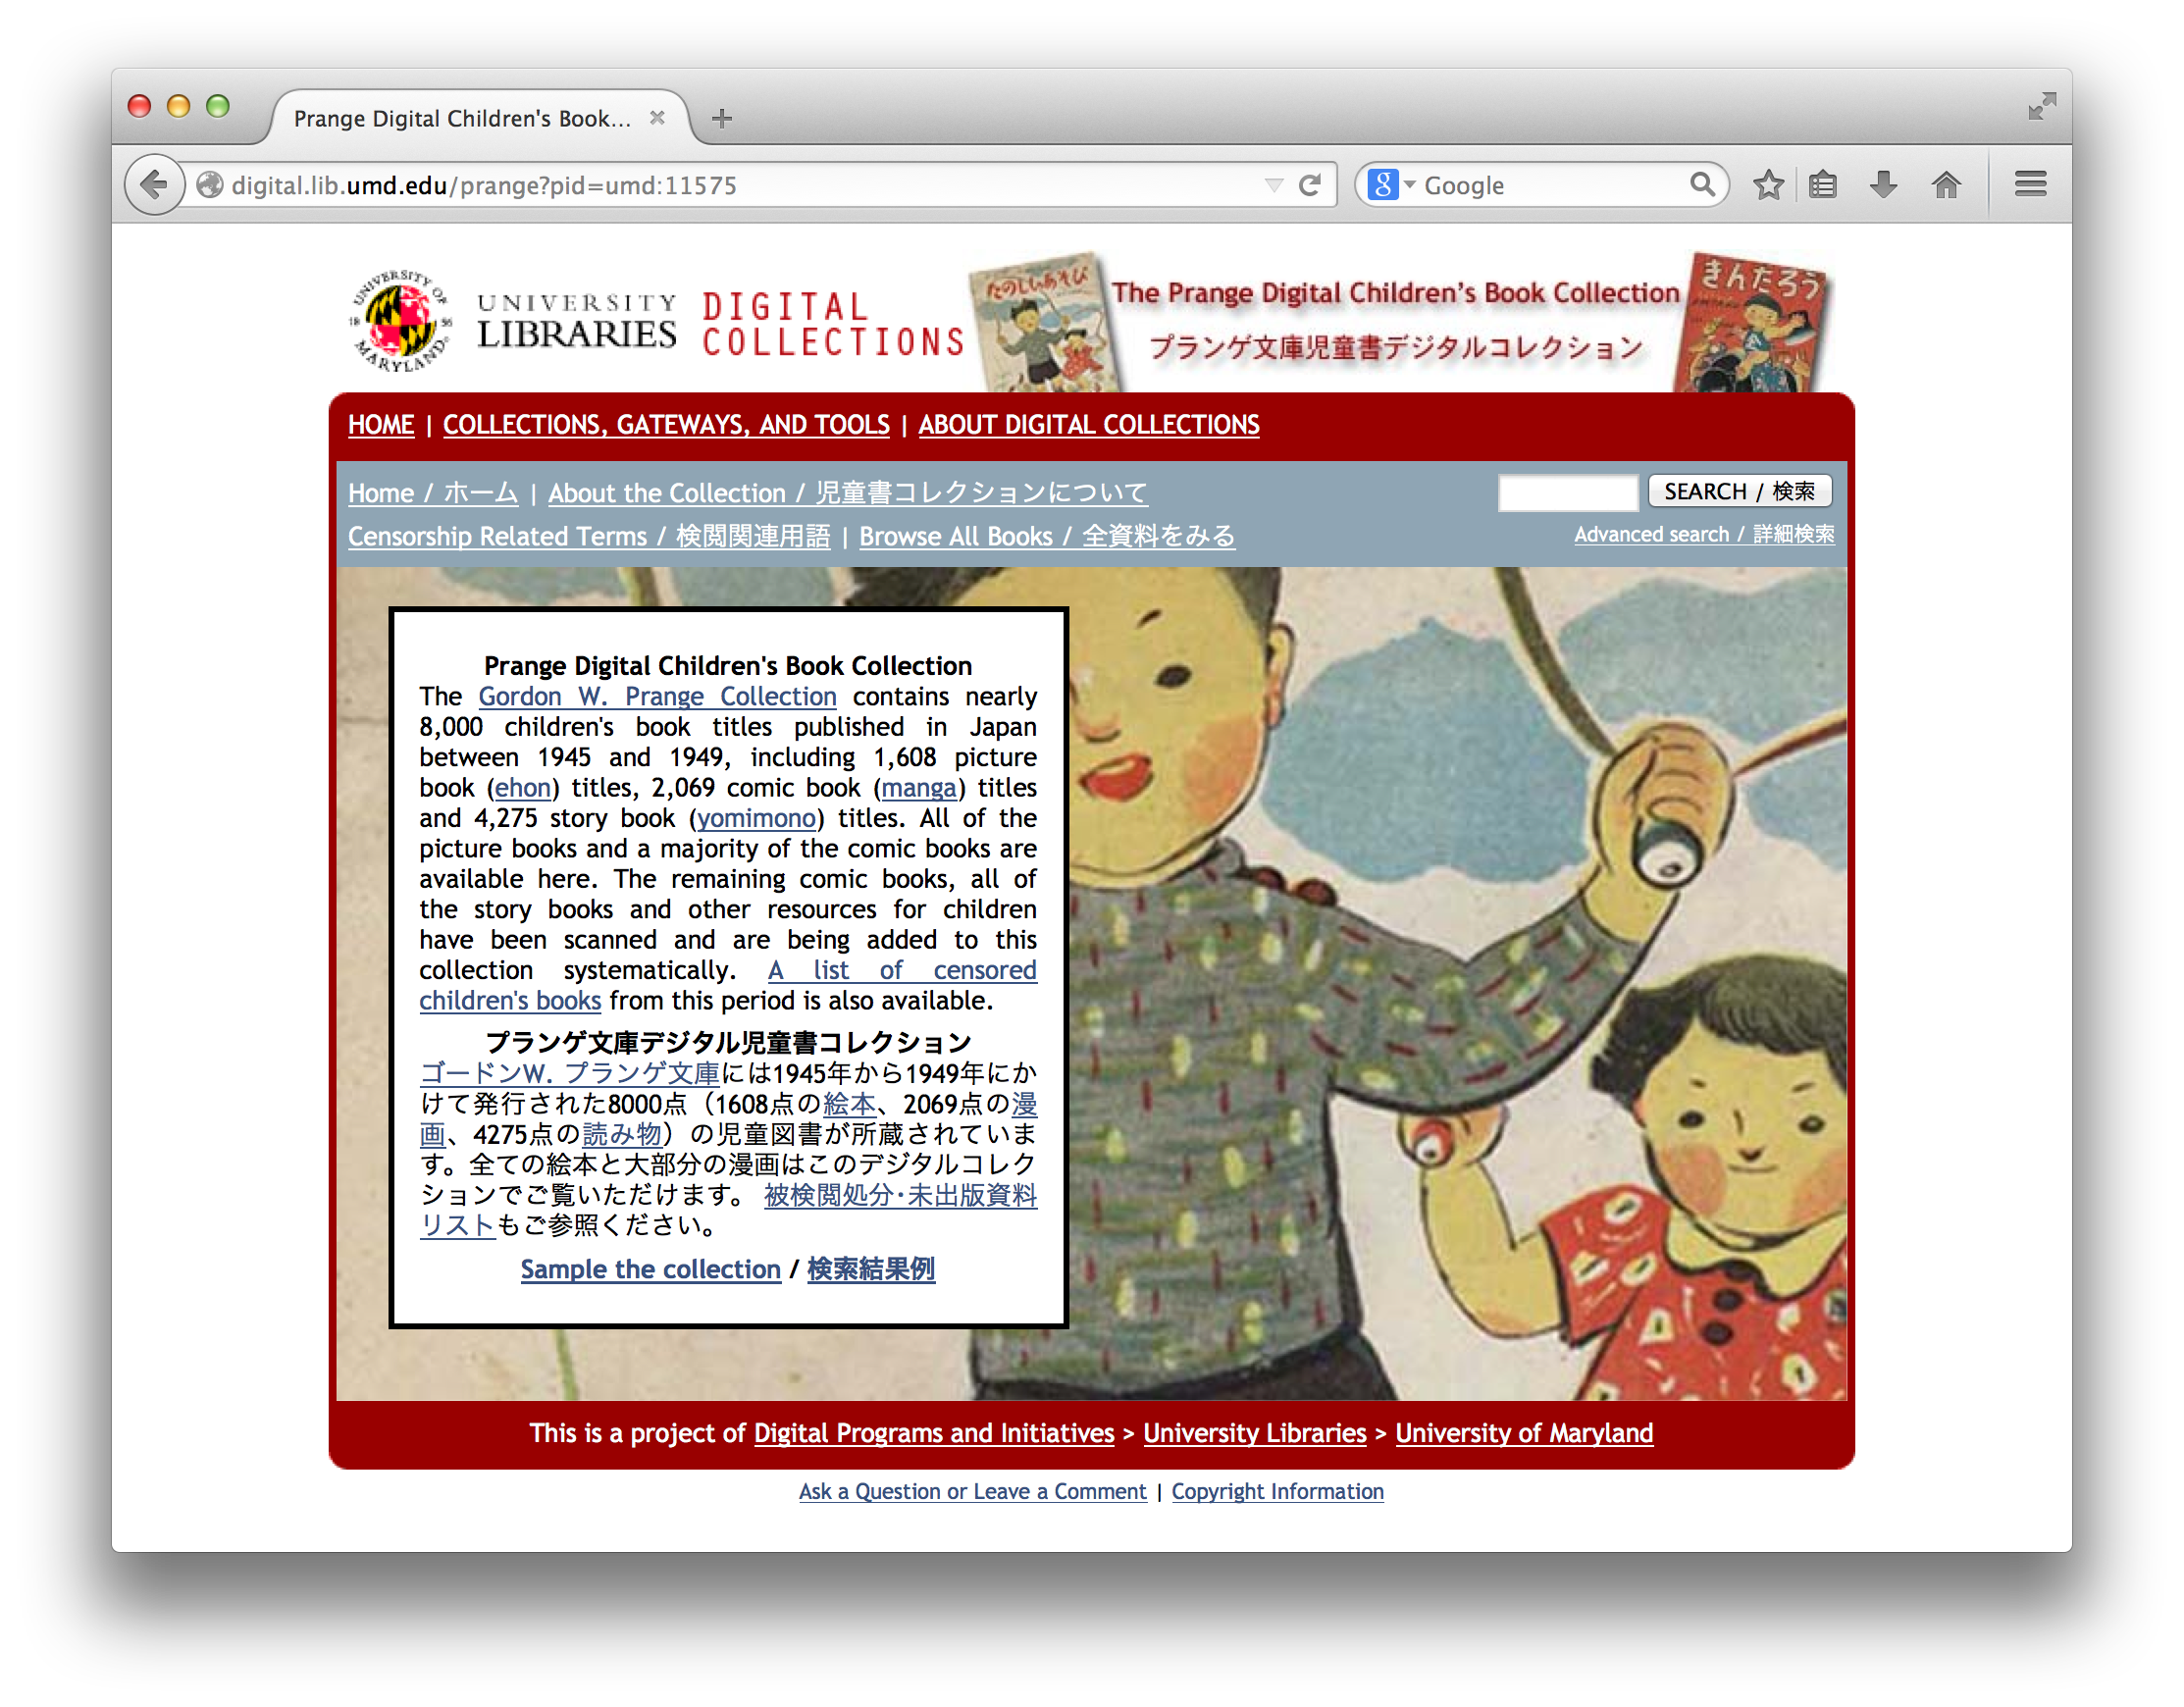 Prange Digital Children's Book...
digital.lib.umd.edu/prange?pid=umd:11575
Google
UNIVERSITY OF MARYLAND
18 56
UNIVERSITY
LIBRARIES
DIGITAL
COLLECTIONS
たのしいあそび
The Prange Digital Children's Book Collection
プランゲ文庫児童書デジタルコレクション
きんたろう
HOME | COLLECTIONS, GATEWAYS, AND TOOLS | ABOUT DIGITAL COLLECTIONS
Home / ホーム | About the Collection / 児童書コレクションについて
SEARCH / 検索
Censorship Related Terms / 検閲関連用語 | Browse All Books / 全資料をみる
Advanced search / 詳細検索
Prange Digital Children's Book Collection
The Gordon W. Prange Collection contains nearly
8,000 children's book titles published in Japan
between 1945 and 1949, including 1,608 picture
book (ehon) titles, 2,069 comic book (manga) titles
and 4,275 story book (yomimono) titles. All of the
picture books and a majority of the comic books are
available here. The remaining comic books, all of
the story books and other resources for children
have been scanned and are being added to this
collection systematically. A list of censored
children's books from this period is also available.
プランゲ文庫デジタル児童書コレクション
ゴードンW. プランゲ文庫には1945年から1949年にか
けて発行された8000点（1608点の絵本、2069点の漫
画、4275点の読み物）の児童図書が所蔵されていま
す。全ての絵本と大部分の漫画はこのデジタルコレク
ションでご覧いただけます。 被検閲処分・未出版資料
リストもご参照ください。
Sample the collection / 検索結果例
This is a project of Digital Programs and Initiatives > University Libraries > University of Maryland
Ask a Question or Leave a Comment | Copyright Information